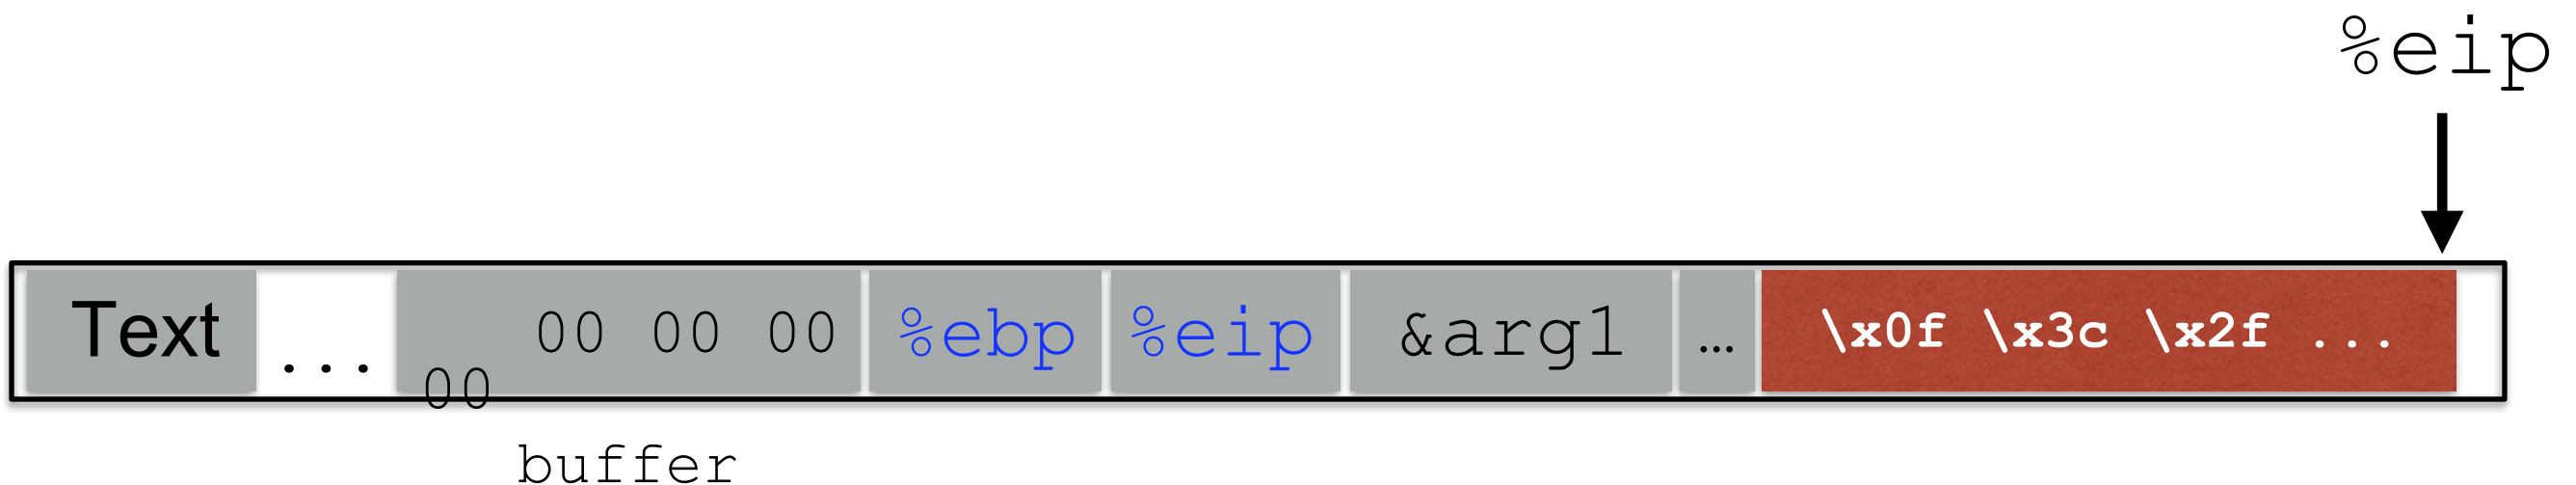 %eip
Text ... 00 00 00 %ebp %eip &arg1 ... \x0f \x3c \x2f ...
00
buffer